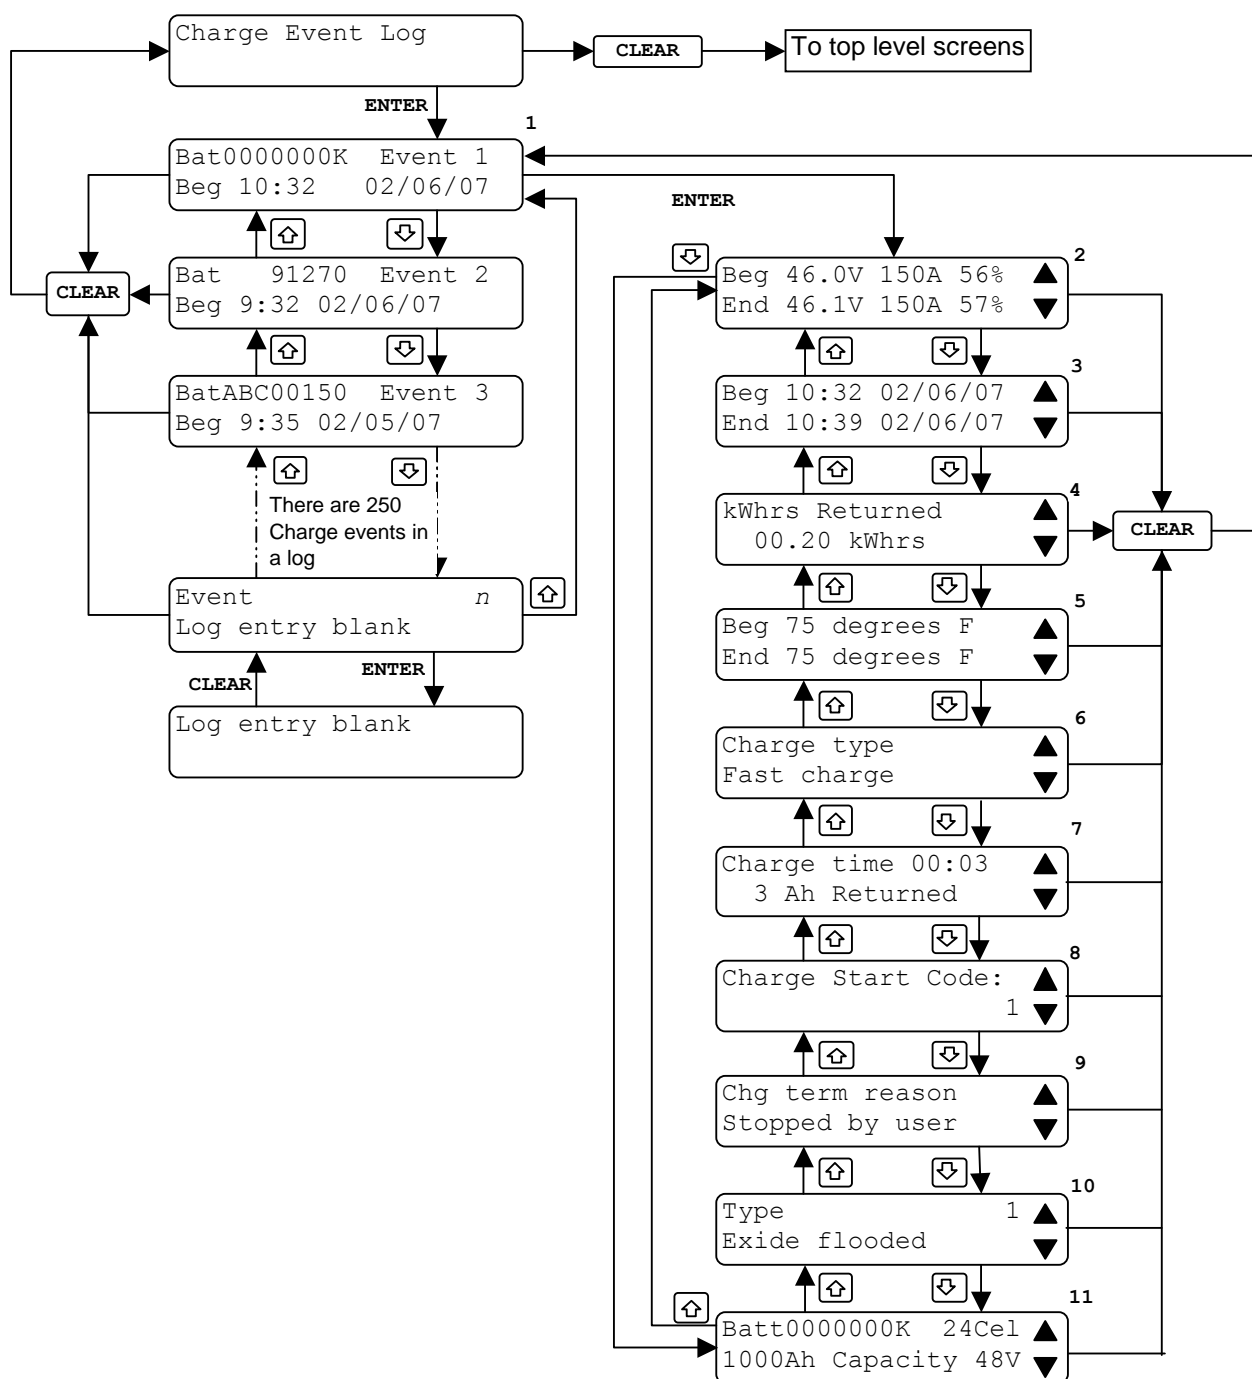 Charge Event Log
CLEAR
To top level screens
ENTER
1
Bat0000000K Event 1
Beg 10:32 02/06/07
Bat 91270 Event 2
Beg 9:32 02/06/07
CLEAR
BatABC00150 Event 3
Beg 9:35 02/05/07
There are 250
Charge events in
a log
Event n
Log entry blank
CLEAR
ENTER
Log entry blank
ENTER
2
Beg 46.0V 150A 56%
End 46.1V 150A 57%
3
Beg 10:32 02/06/07
End 10:39 02/06/07
4
kWhrs Returned
00.20 kWhrs
CLEAR
5
Beg 75 degrees F
End 75 degrees F
6
Charge type
Fast charge
7
Charge time 00:03
3 Ah Returned
8
Charge Start Code:
1
9
Chg term reason
Stopped by user
10
Type 1
Exide flooded
11
Batt0000000K 24Cel
1000Ah Capacity 48V